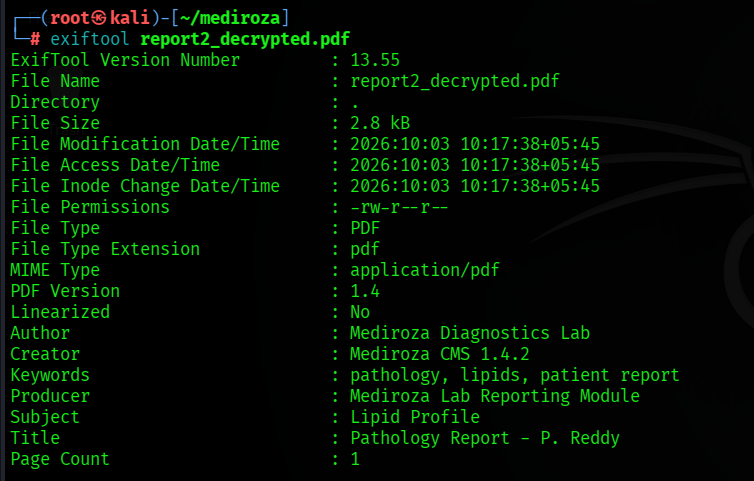 ┌──(root㉿kali)-[~/mediroza]
└─# exiftool report2_decrypted.pdf
ExifTool Version Number         : 13.55
File Name                       : report2_decrypted.pdf
Directory                       : .
File Size                       : 2.8 kB
File Modification Date/Time     : 2026:10:03 10:17:38+05:45
File Access Date/Time           : 2026:10:03 10:17:38+05:45
File Inode Change Date/Time     : 2026:10:03 10:17:38+05:45
File Permissions                : -rw-r--r--
File Type                       : PDF
File Type Extension             : pdf
MIME Type                       : application/pdf
PDF Version                     : 1.4
Linearized                      : No
Author                          : Mediroza Diagnostics Lab
Creator                         : Mediroza CMS 1.4.2
Keywords                        : pathology, lipids, patient report
Producer                        : Mediroza Lab Reporting Module
Subject                         : Lipid Profile
Title                           : Pathology Report - P. Reddy
Page Count                      : 1